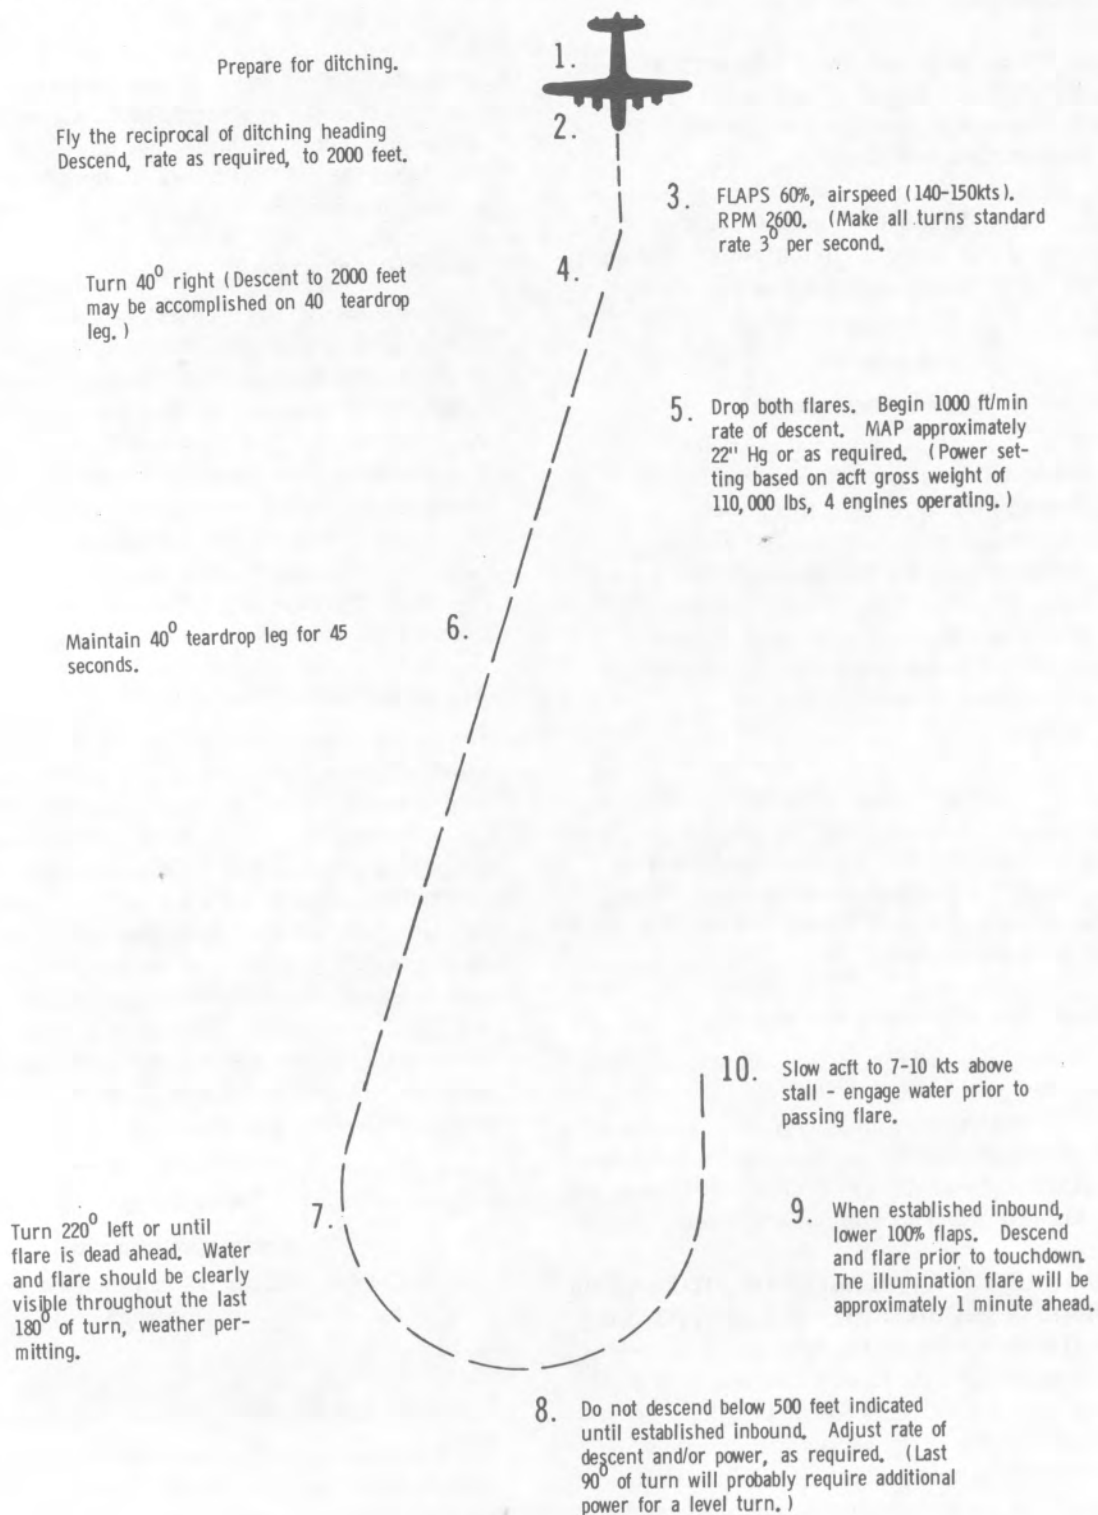 Prepare for ditching.
1.
Fly the reciprocal of ditching heading
Descend, rate as required, to 2000 feet.
2.
3. FLAPS 60%, airspeed (140-150kts).
RPM 2600. (Make all turns standard
rate 3⁰ per second.
4.
Turn 40⁰ right (Descent to 2000 feet
may be accomplished on 40 teardrop
leg.)
5. Drop both flares. Begin 1000 ft/min
rate of descent. MAP approximately
22" Hg or as required. (Power set-
ting based on acft gross weight of
110,000 lbs, 4 engines operating.)
6.
Maintain 40⁰ teardrop leg for 45
seconds.
7.
Turn 220⁰ left or until
flare is dead ahead. Water
and flare should be clearly
visible throughout the last
180⁰ of turn, weather per-
mitting.
8. Do not descend below 500 feet indicated
until established inbound. Adjust rate of
descent and/or power, as required. (Last
90⁰ of turn will probably require additional
power for a level turn.)
9. When established inbound,
lower 100% flaps. Descend
and flare prior to touchdown.
The illumination flare will be
approximately 1 minute ahead.
10. Slow acft to 7-10 kts above
stall - engage water prior to
passing flare.